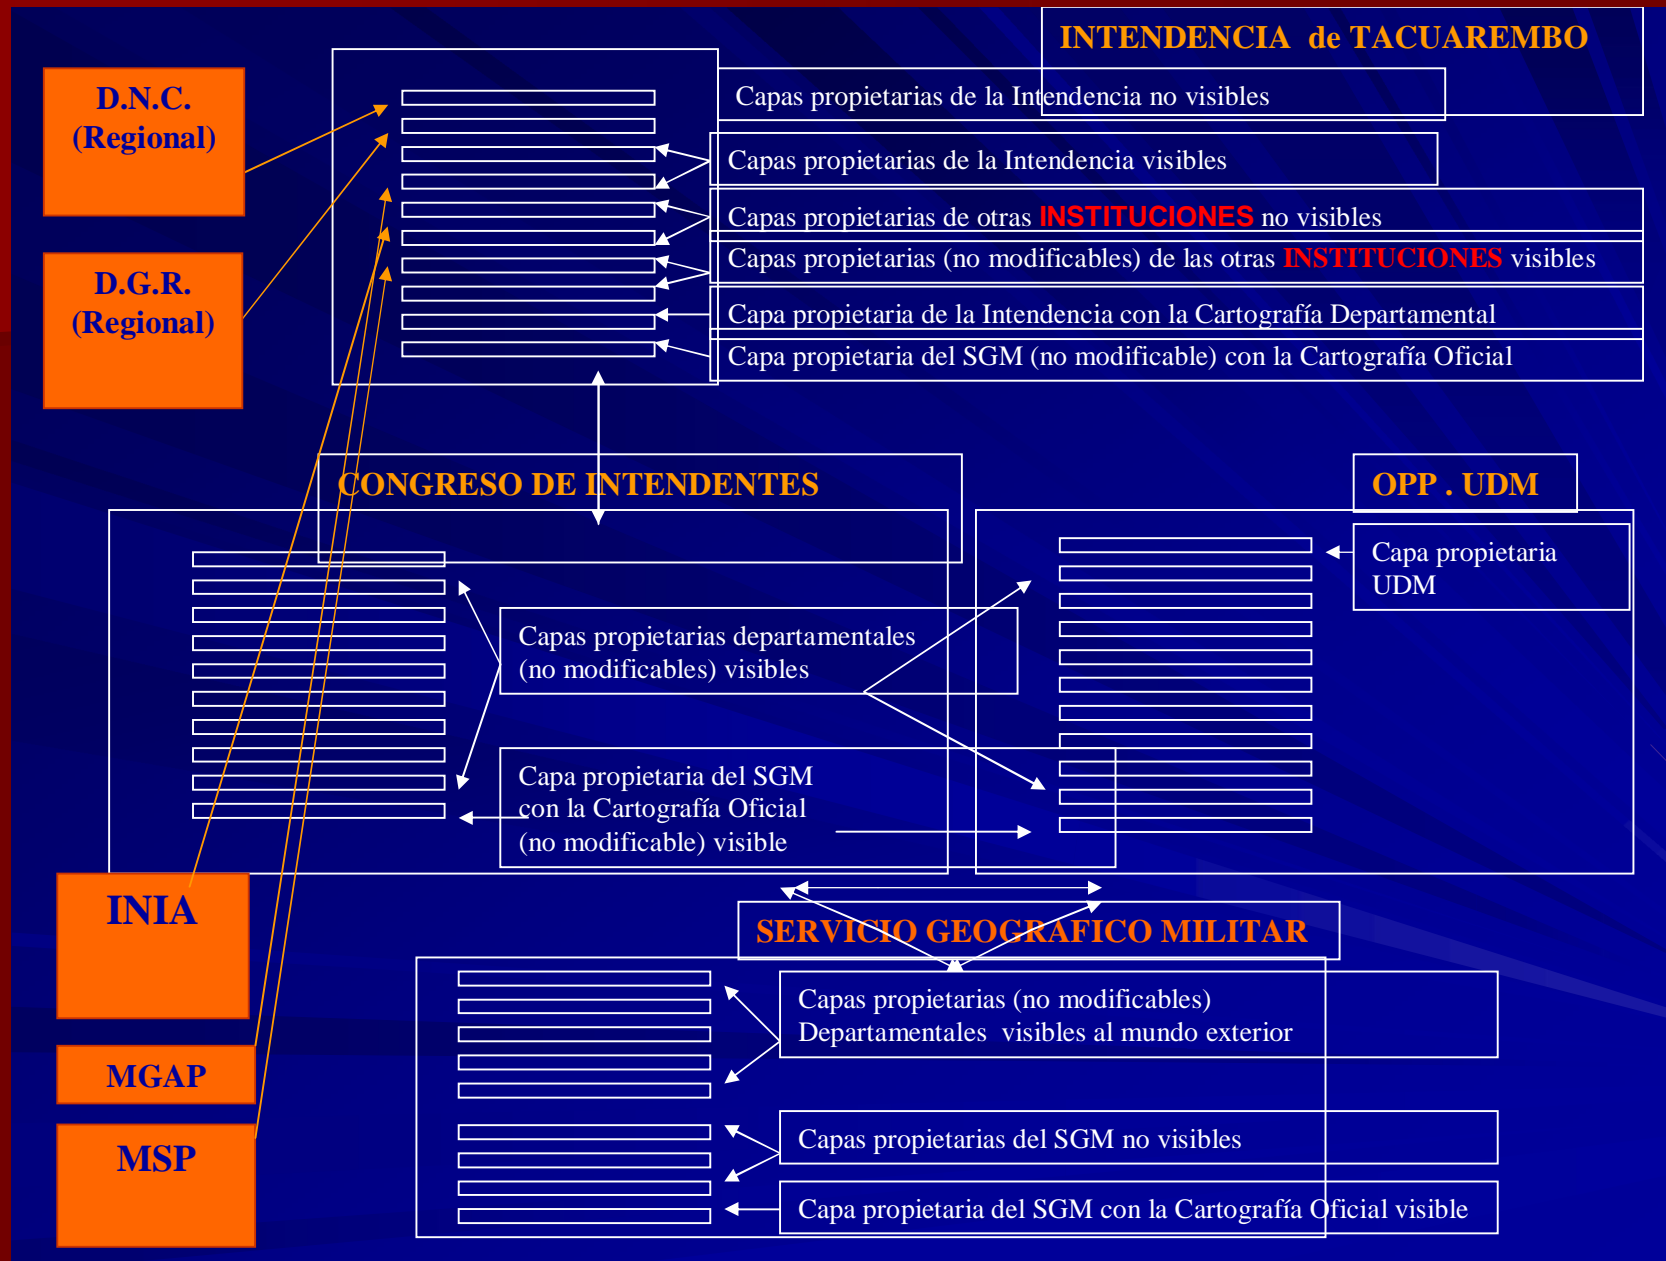 INTENDENCIA de TACUAREMBO
D.N.C.
(Regional)
Capas propietarias de la Intendencia no visibles
Capas propietarias de la Intendencia visibles
Capas propietarias de otras INSTITUCIONES no visibles
Capas propietarias (no modificables) de las otras INSTITUCIONES visibles
D.G.R.
(Regional)
Capa propietaria de la Intendencia con la Cartografía Departamental
Capa propietaria del SGM (no modificable) con la Cartografía Oficial
CONGRESO DE INTENDENTES
OPP . UDM
Capa propietaria
UDM
Capas propietarias departamentales
(no modificables) visibles
Capa propietaria del SGM
con la Cartografía Oficial
(no modificable) visible
INIA
SERVICIO GEOGRAFICO MILITAR
Capas propietarias (no modificables)
Departamentales visibles al mundo exterior
MGAP
MSP
Capas propietarias del SGM no visibles
Capa propietaria del SGM con la Cartografía Oficial visible